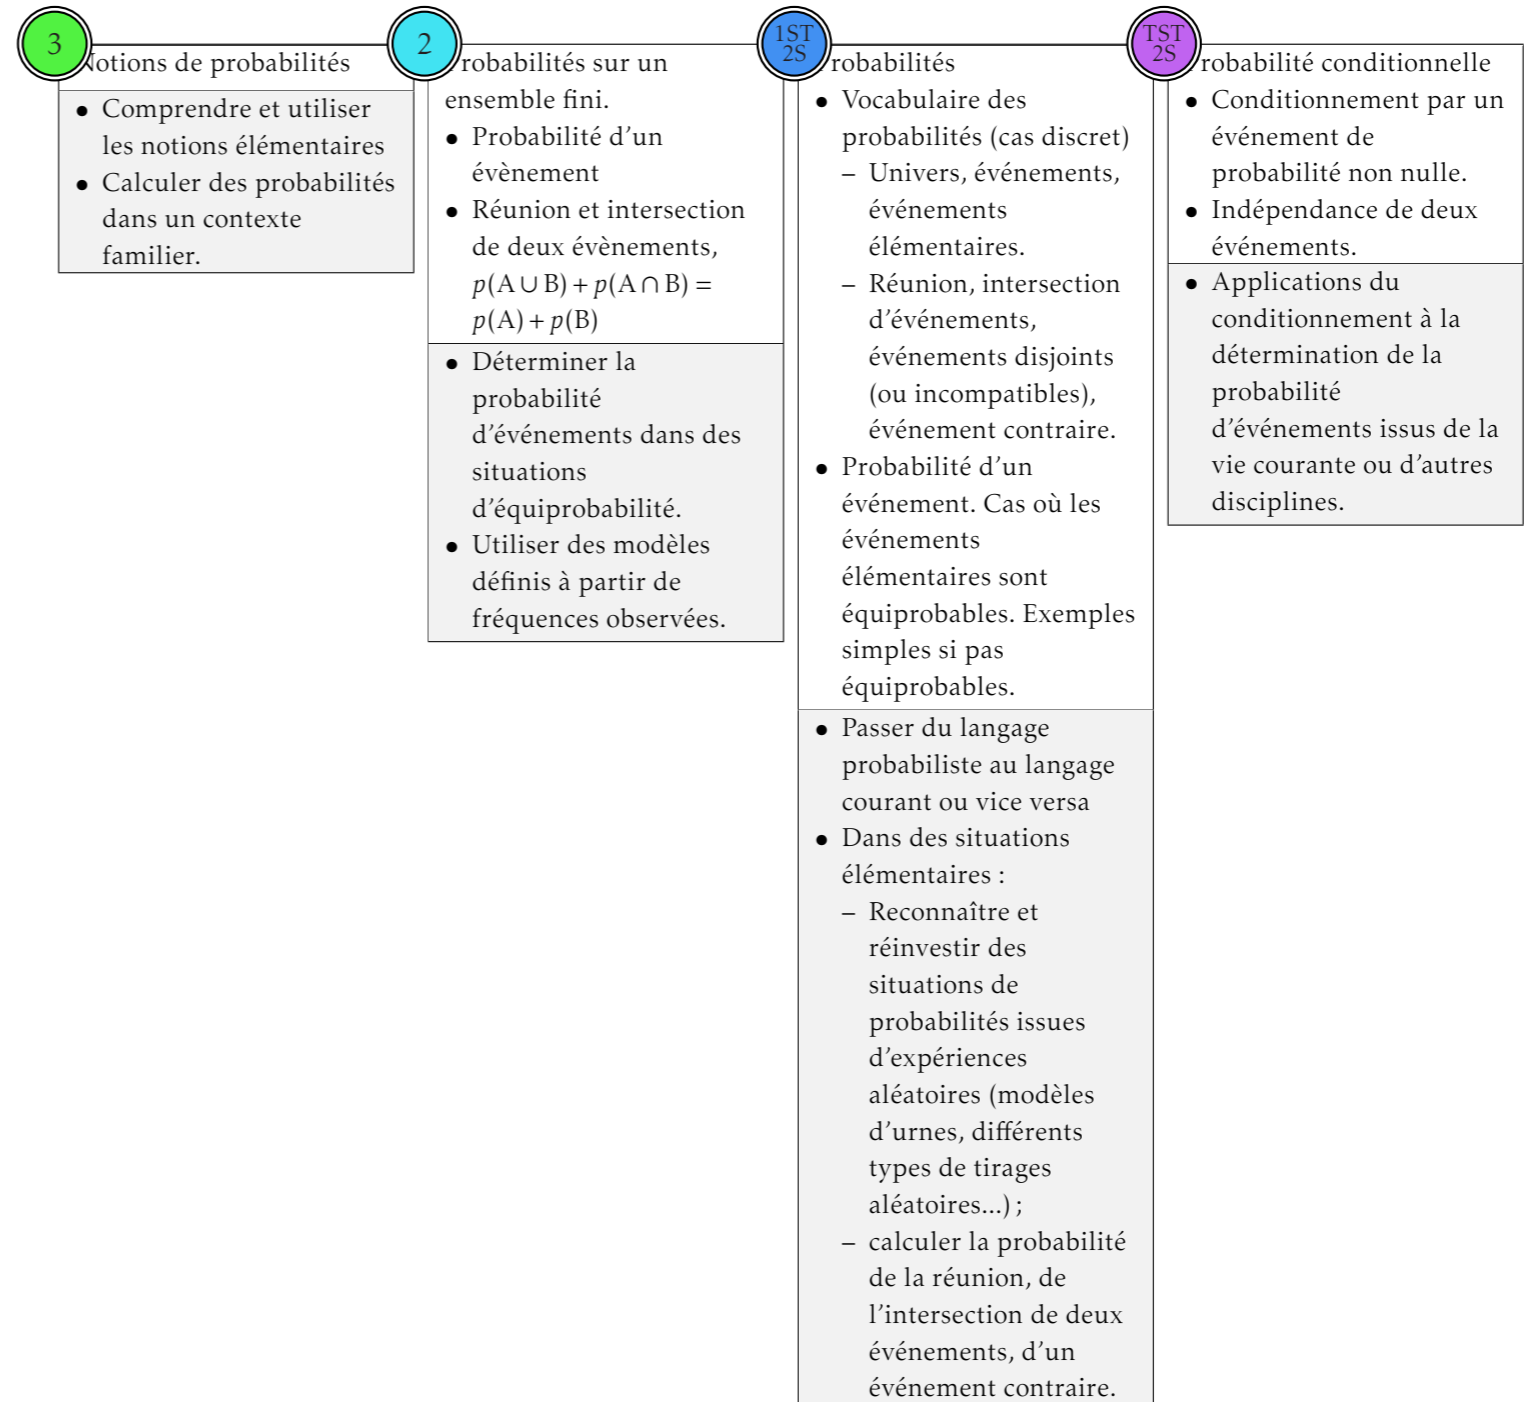 3
Notions de probabilités
• Comprendre et utiliser
les notions élémentaires
• Calculer des probabilités
dans un contexte
familier.
2
Probabilités sur un
ensemble fini.
• Probabilité d'un
évènement
• Réunion et intersection
de deux évènements,
p(A ∪ B) + p(A ∩ B) =
p(A) + p(B)
• Déterminer la
probabilité
d'événements dans des
situations
d'équiprobabilité.
• Utiliser des modèles
définis à partir de
fréquences observées.
1ST
2S
Probabilités
• Vocabulaire des
probabilités (cas discret)
– Univers, événements,
événements
élémentaires.
– Réunion, intersection
d'événements,
événements disjoints
(ou incompatibles),
événement contraire.
• Probabilité d'un
événement. Cas où les
événements
élémentaires sont
équiprobables. Exemples
simples si pas
équiprobables.
• Passer du langage
probabiliste au langage
courant ou vice versa
• Dans des situations
élémentaires :
– Reconnaître et
réinvestir des
situations de
probabilités issues
d'expériences
aléatoires (modèles
d'urnes, différents
types de tirages
aléatoires...) ;
– calculer la probabilité
de la réunion, de
l'intersection de deux
événements, d'un
événement contraire.
TST
2S
Probabilité conditionnelle
• Conditionnement par un
événement de
probabilité non nulle.
• Indépendance de deux
événements.
• Applications du
conditionnement à la
détermination de la
probabilité
d'événements issus de la
vie courante ou d'autres
disciplines.